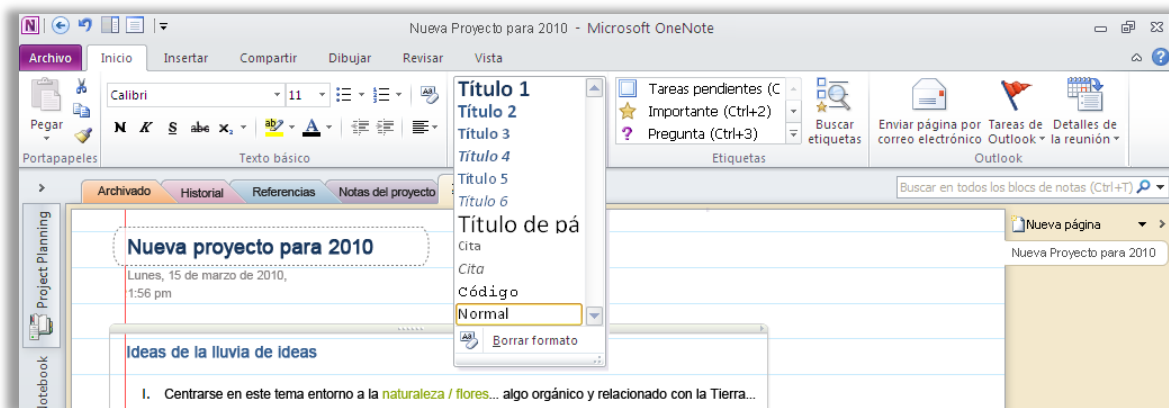 Nueva Proyecto para 2010 - Microsoft OneNote
Archivo Inicio Insertar Compartir Dibujar Revisar Vista
Pegar
Portapapeles
Calibri 11
N K S abc x₂ ab A
Texto básico
Título 1
Título 2
Título 3
Título 4
Título 5
Título 6
Título de pá
Cita
Cita
Código
Normal
Borrar formato
Tareas pendientes (C
Importante (Ctrl+2)
Pregunta (Ctrl+3)
Etiquetas
Buscar
etiquetas
Enviar página por
correo electrónico
Tareas de
Outlook
Detalles de
la reunión
Outlook
Archivado Historial Referencias Notas del proyecto
Buscar en todos los blocs de notas (Ctrl+T)
Project Planning
Nueva proyecto para 2010
Lunes, 15 de marzo de 2010,
1:56 pm
Nueva página
Nueva Proyecto para 2010
Ideas de la lluvia de ideas
I. Centrarse en este tema entorno a la naturaleza / flores... algo orgánico y relacionado con la Tierra...